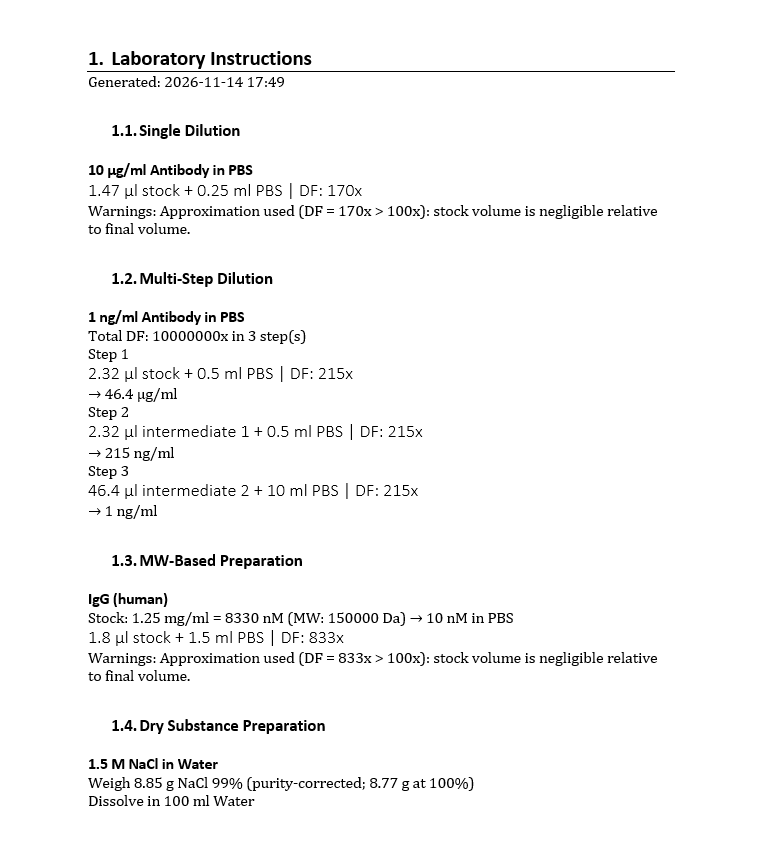 1. Laboratory Instructions
Generated: 2026-11-14 17:49
1.1. Single Dilution
10 µg/ml Antibody in PBS
1.47 µl stock + 0.25 ml PBS | DF: 170x
Warnings: Approximation used (DF = 170x > 100x): stock volume is negligible relative
to final volume.
1.2. Multi-Step Dilution
1 ng/ml Antibody in PBS
Total DF: 10000000x in 3 step(s)
Step 1
2.32 µl stock + 0.5 ml PBS | DF: 215x
→ 46.4 µg/ml
Step 2
2.32 µl intermediate 1 + 0.5 ml PBS | DF: 215x
→ 215 ng/ml
Step 3
46.4 µl intermediate 2 + 10 ml PBS | DF: 215x
→ 1 ng/ml
1.3. MW-Based Preparation
IgG (human)
Stock: 1.25 mg/ml = 8330 nM (MW: 150000 Da) → 10 nM in PBS
1.8 µl stock + 1.5 ml PBS | DF: 833x
Warnings: Approximation used (DF = 833x > 100x): stock volume is negligible relative
to final volume.
1.4. Dry Substance Preparation
1.5 M NaCl in Water
Weigh 8.85 g NaCl 99% (purity-corrected; 8.77 g at 100%)
Dissolve in 100 ml Water